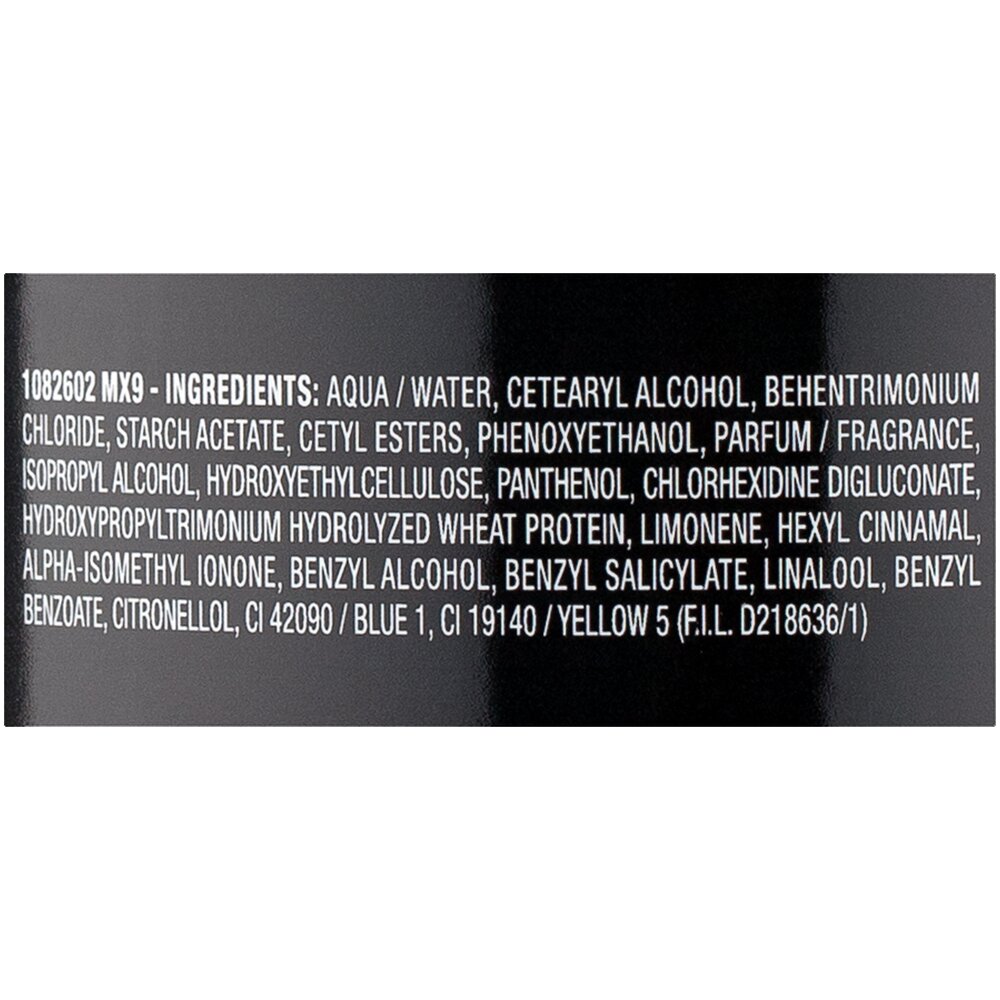 1082602 MX9 - INGREDIENTS: AQUA / WATER, CETEARYL ALCOHOL, BEHENTRIMONIUM
CHLORIDE, STARCH ACETATE, CETYL ESTERS, PHENOXYETHANOL, PARFUM / FRAGRANCE,
ISOPROPYL ALCOHOL, HYDROXYETHYLCELLULOSE, PANTHENOL, CHLORHEXIDINE DIGLUCONATE,
HYDROXYPROPYLTRIMONIUM HYDROLYZED WHEAT PROTEIN, LIMONENE, HEXYL CINNAMAL,
ALPHA-ISOMETHYL IONONE, BENZYL ALCOHOL, BENZYL SALICYLATE, LINALOOL, BENZYL
BENZOATE, CITRONELLOL, CI 42090 / BLUE 1, CI 19140 / YELLOW 5 (F.I.L. D218636/1)